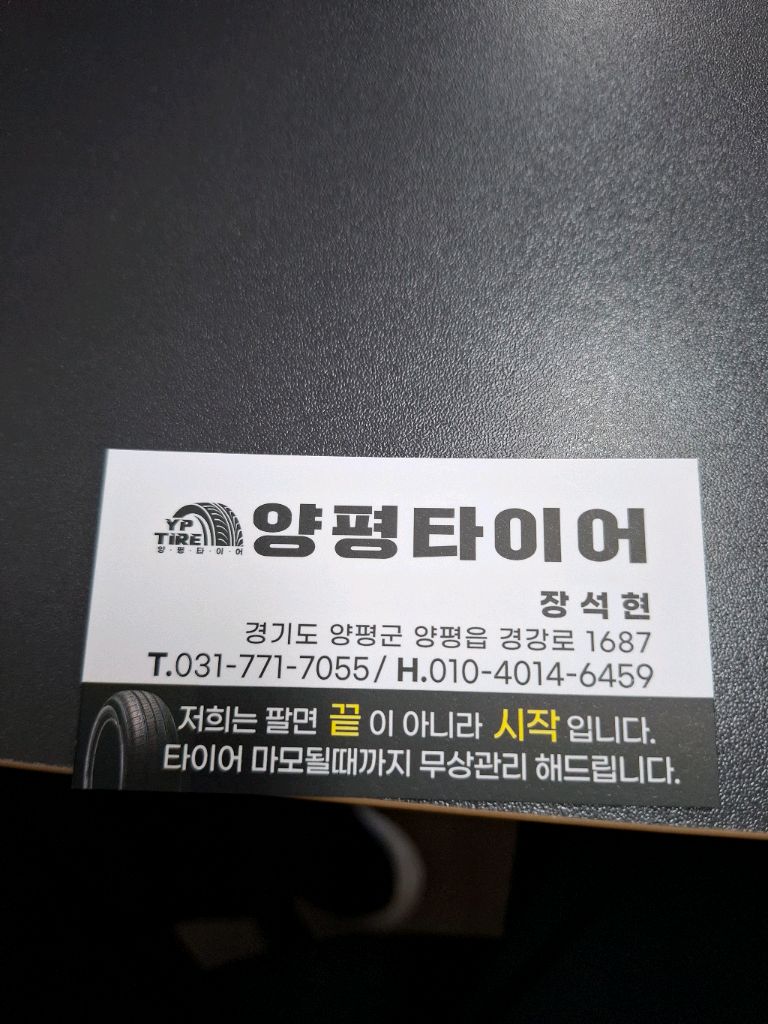 YP
TIRE
양·평·타·이·어
양평타이어
장석현
경기도 양평군 양평읍 경강로 1687
T.031-771-7055 / H.010-4014-6459
저희는 팔면 끝이 아니라 시작입니다.
타이어 마모될때까지 무상관리 해드립니다.